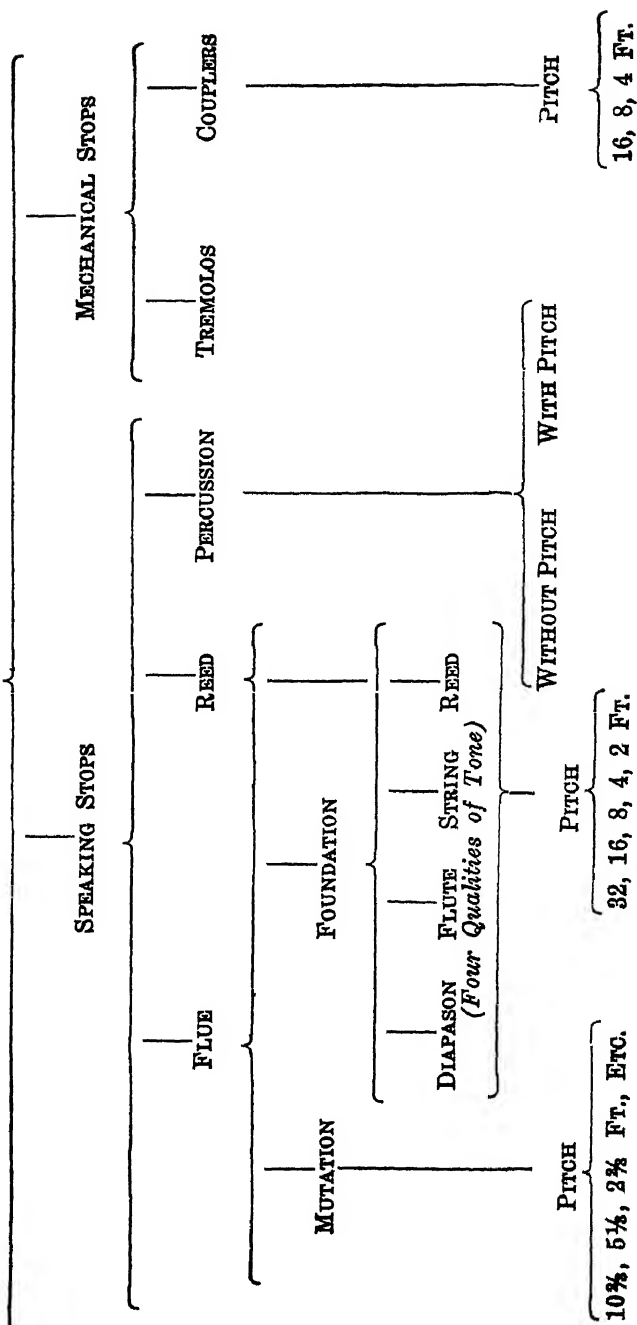 SPEAKING STOPS MECHANICAL STOPS
FLUE REED PERCUSSION TREMOLOS COUPLERS
MUTATION FOUNDATION
DIAPASON FLUTE STRING REED
(Four Qualities of Tone)
WITHOUT PITCH WITH PITCH PITCH
PITCH PITCH
10⅔, 5⅓, 2⅔ FT., ETC. 32, 16, 8, 4, 2 FT. 16, 8, 4 FT.